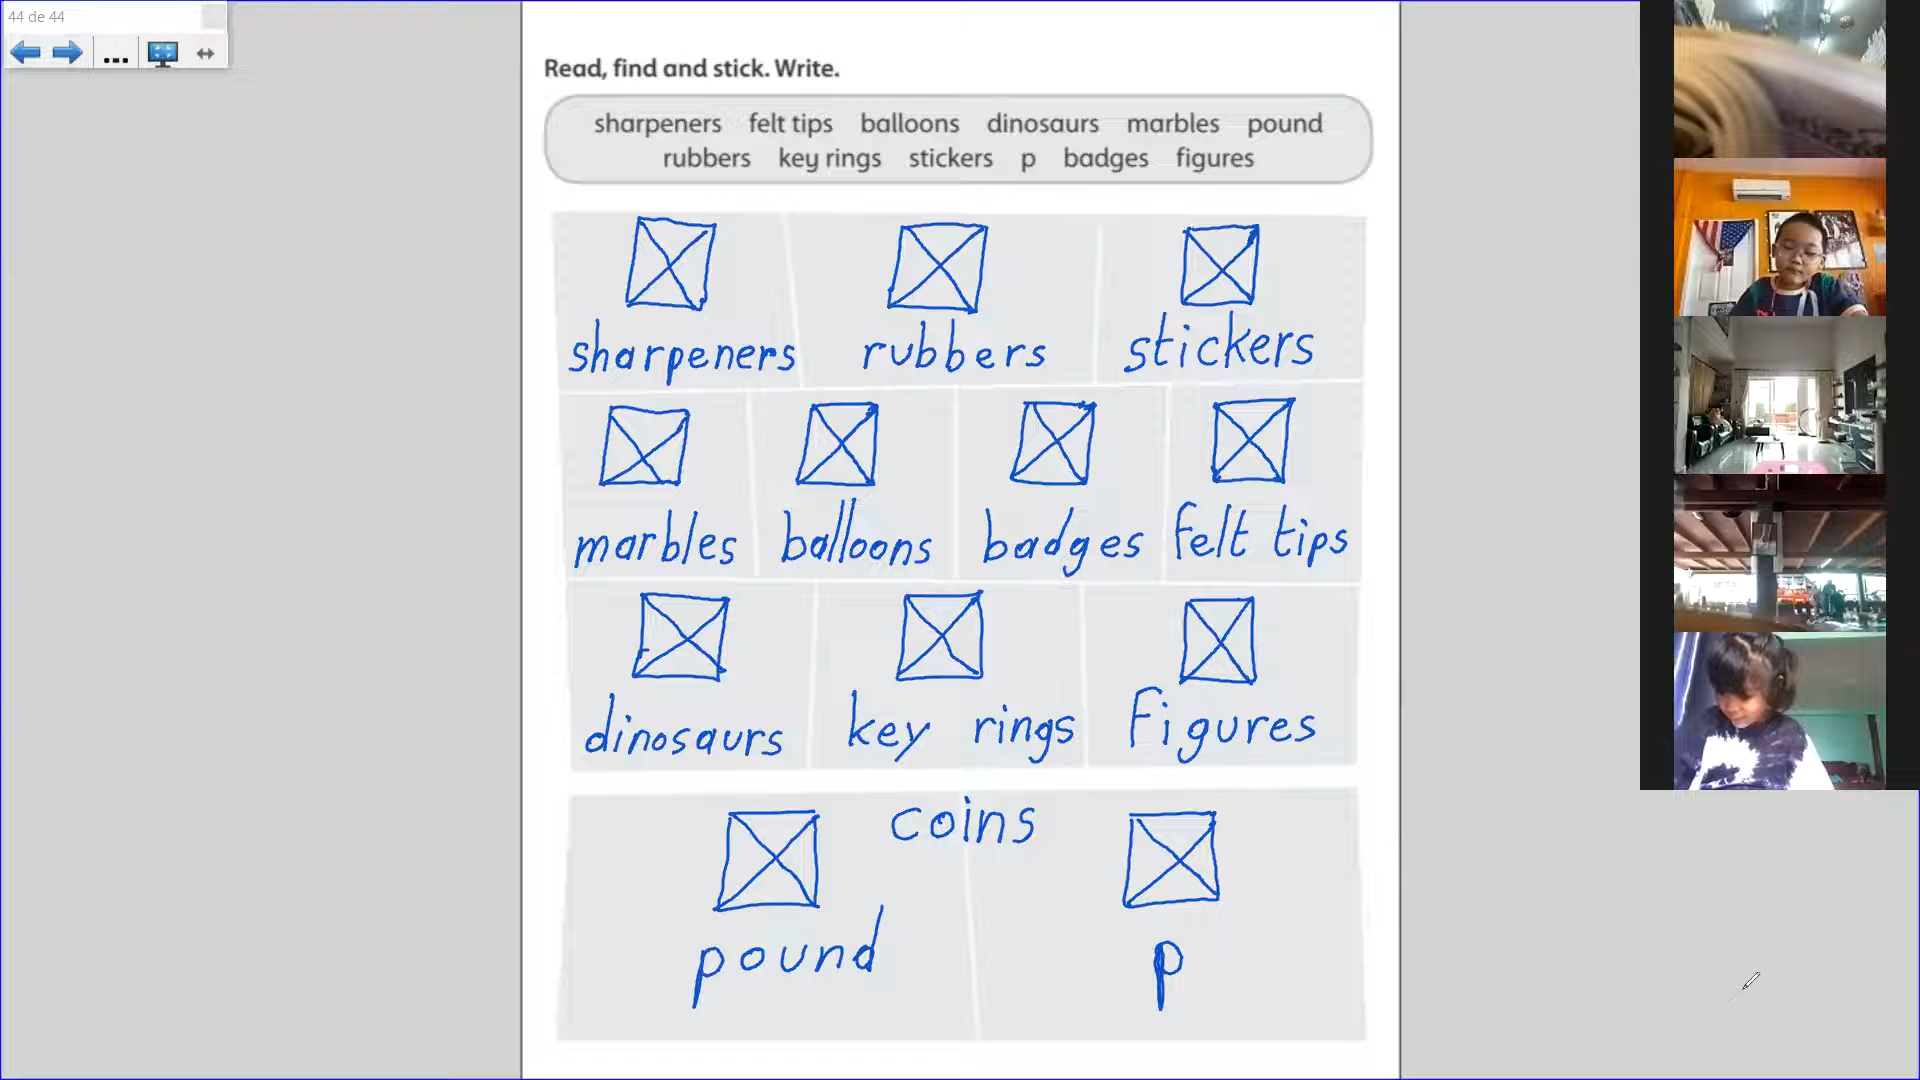 44 de 44
...
Read, find and stick. Write.
sharpeners felt tips balloons dinosaurs marbles pound
rubbers key rings stickers p badges figures
sharpeners rubbers stickers
marbles balloons badges felt tips
dinosaurs key rings figures
coins
pound p